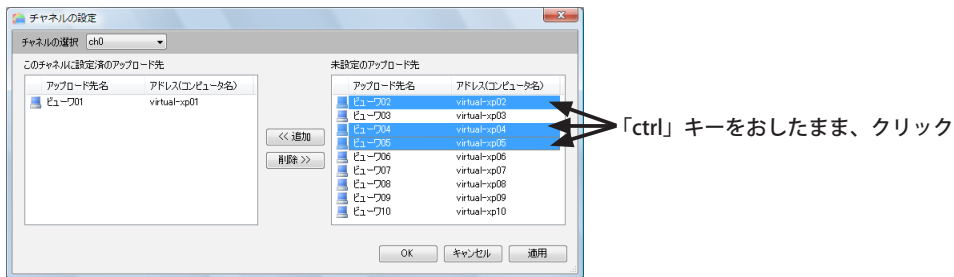 チャネルの設定
チャネルの選択 ch0
このチャネルに設定済のアップロード先
アップロード先名 アドレス(コンピュータ名)
ビューワ01 virtual-xp01
<< 追加
削除 >>
未設定のアップロード先
アップロード先名 アドレス(コンピュータ名)
ビューワ02 virtual-xp02
ビューワ03 virtual-xp03
ビューワ04 virtual-xp04
ビューワ05 virtual-xp05
ビューワ06 virtual-xp06
ビューワ07 virtual-xp07
ビューワ08 virtual-xp08
ビューワ09 virtual-xp09
ビューワ10 virtual-xp10
「ctrl」キーをおしたまま、クリック
OK キャンセル 適用